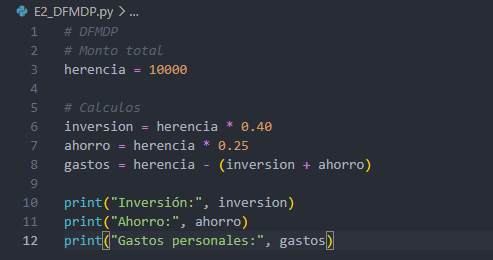 E2_DFMDP.py > ...
1 # DFMDP
2 # Monto total
3 herencia = 10000
4
5 # Calculos
6 inversion = herencia * 0.40
7 ahorro = herencia * 0.25
8 gastos = herencia - (inversion + ahorro)
9
10 print("Inversión:", inversion)
11 print("Ahorro:", ahorro)
12 print("Gastos personales:", gastos)